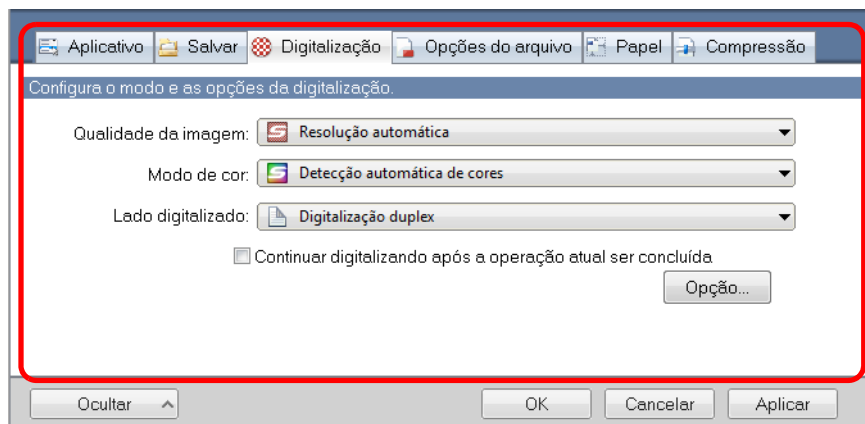 Aplicativo Salvar Digitalização Opções do arquivo Papel Compressão
Configura o modo e as opções da digitalização.
Qualidade da imagem: Resolução automática
Modo de cor: Detecção automática de cores
Lado digitalizado: Digitalização duplex
Continuar digitalizando após a operação atual ser concluída
Opção...
Ocultar OK Cancelar Aplicar